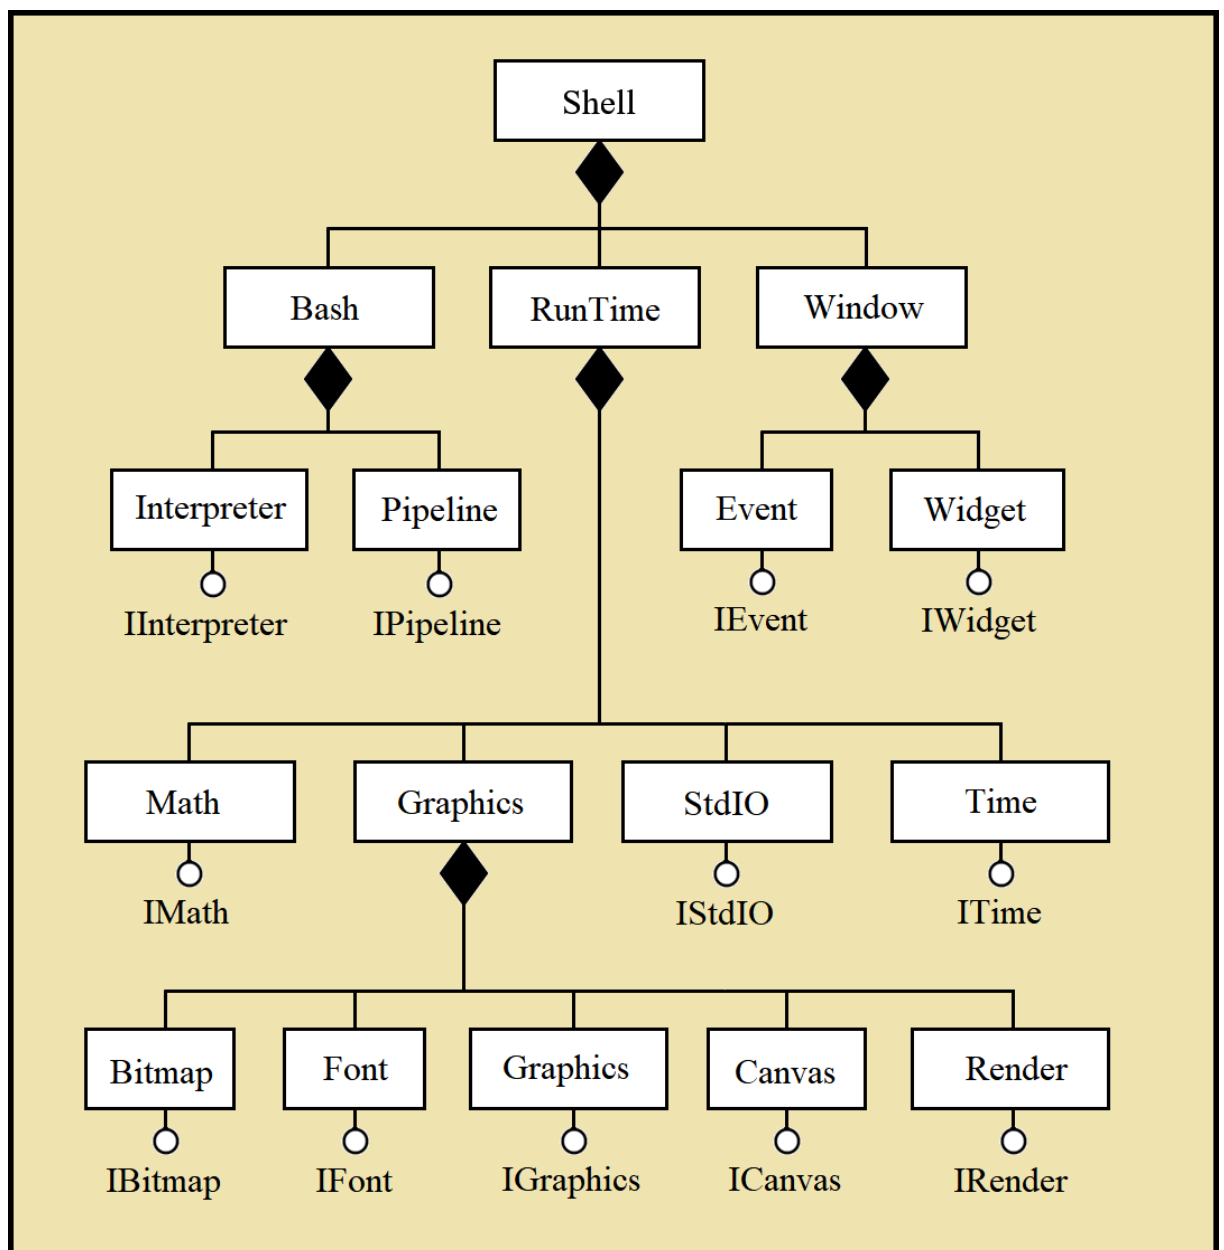 Shell
Bash RunTime Window
Interpreter Pipeline Event Widget
IInterpreter IPipeline IEvent IWidget
Math Graphics StdIO Time
IMath IStdIO ITime
Bitmap Font Graphics Canvas Render
IBitmap IFont IGraphics ICanvas IRender